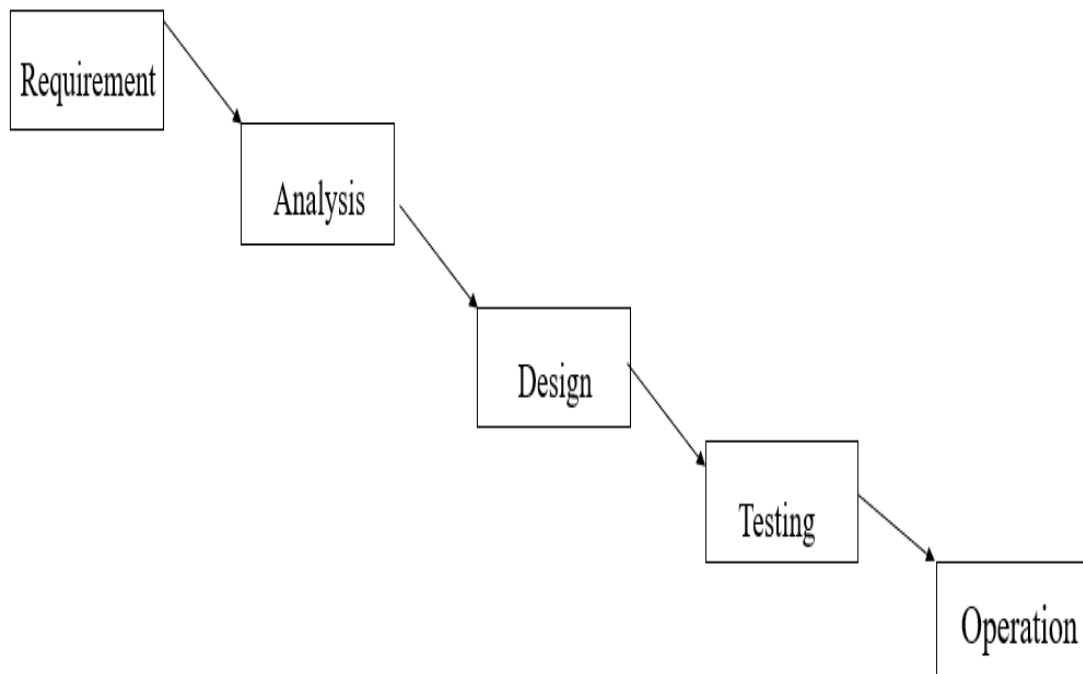 Requirement
Analysis
Design
Testing
Operation